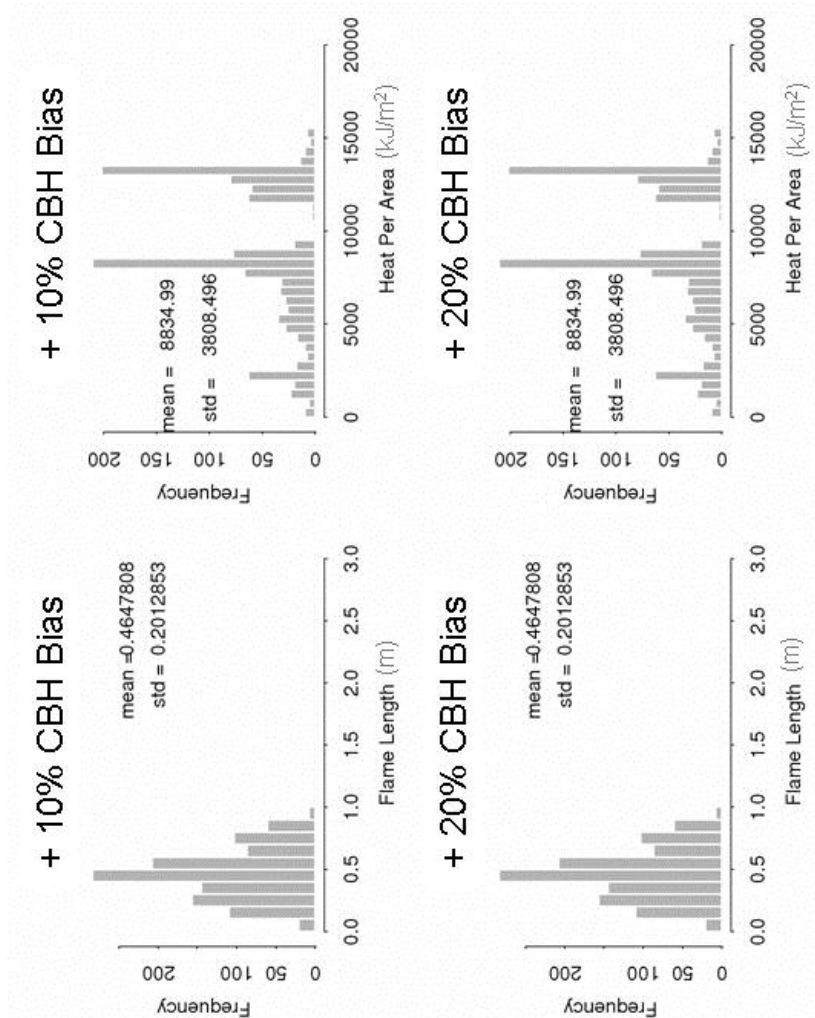 + 10% CBH Bias
mean =0.4647808
std = 0.2012853
Frequency
0 50 100 200
0.0 0.5 1.0 1.5 2.0 2.5 3.0
Flame Length (m)
+ 10% CBH Bias
mean = 8834.99
std = 3808.496
Frequency
0 50 100 150 200
0 5000 10000 15000 20000
Heat Per Area (kJ/m²)
+ 20% CBH Bias
mean =0.4647808
std = 0.2012853
Frequency
0 50 100 200
0.0 0.5 1.0 1.5 2.0 2.5 3.0
Flame Length (m)
+ 20% CBH Bias
mean = 8834.99
std = 3808.496
Frequency
0 50 100 150 200
0 5000 10000 15000 20000
Heat Per Area (kJ/m²)